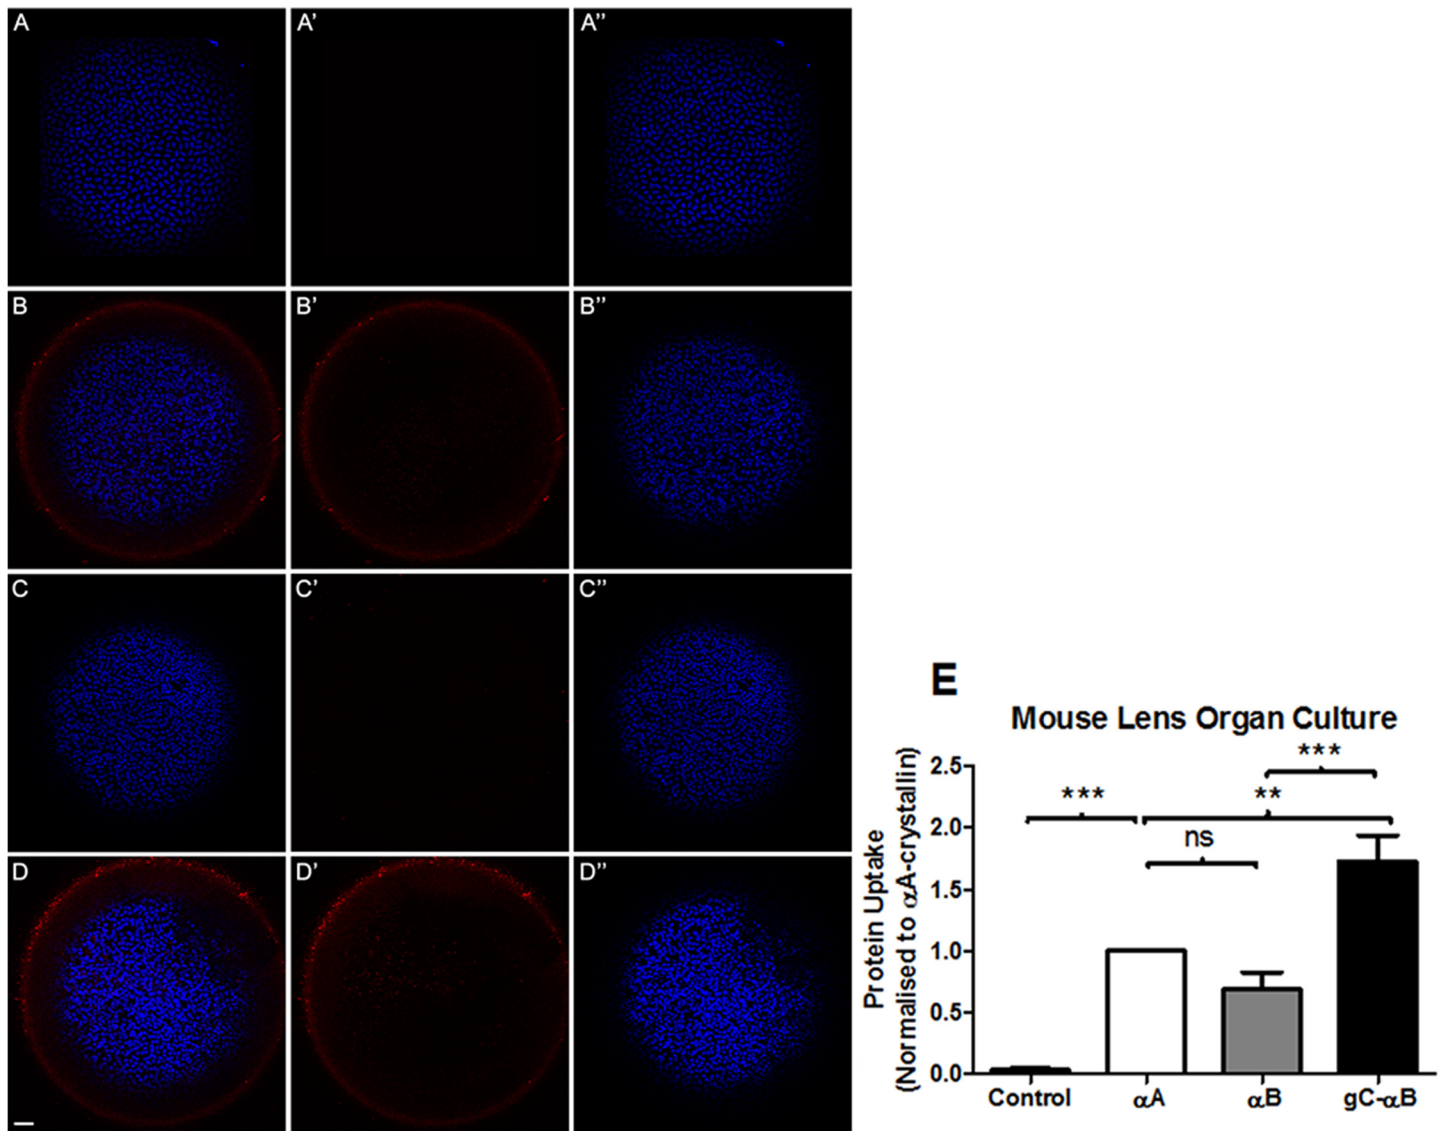 A A' A''
B B' B''
C C' C''
D D' D''
E
Mouse Lens Organ Culture
Protein Uptake
(Normalised to αA-crystallin)
2.5
2.0
1.5
1.0
0.5
0.0
***
***
**
ns
Control αA αB gC-αB